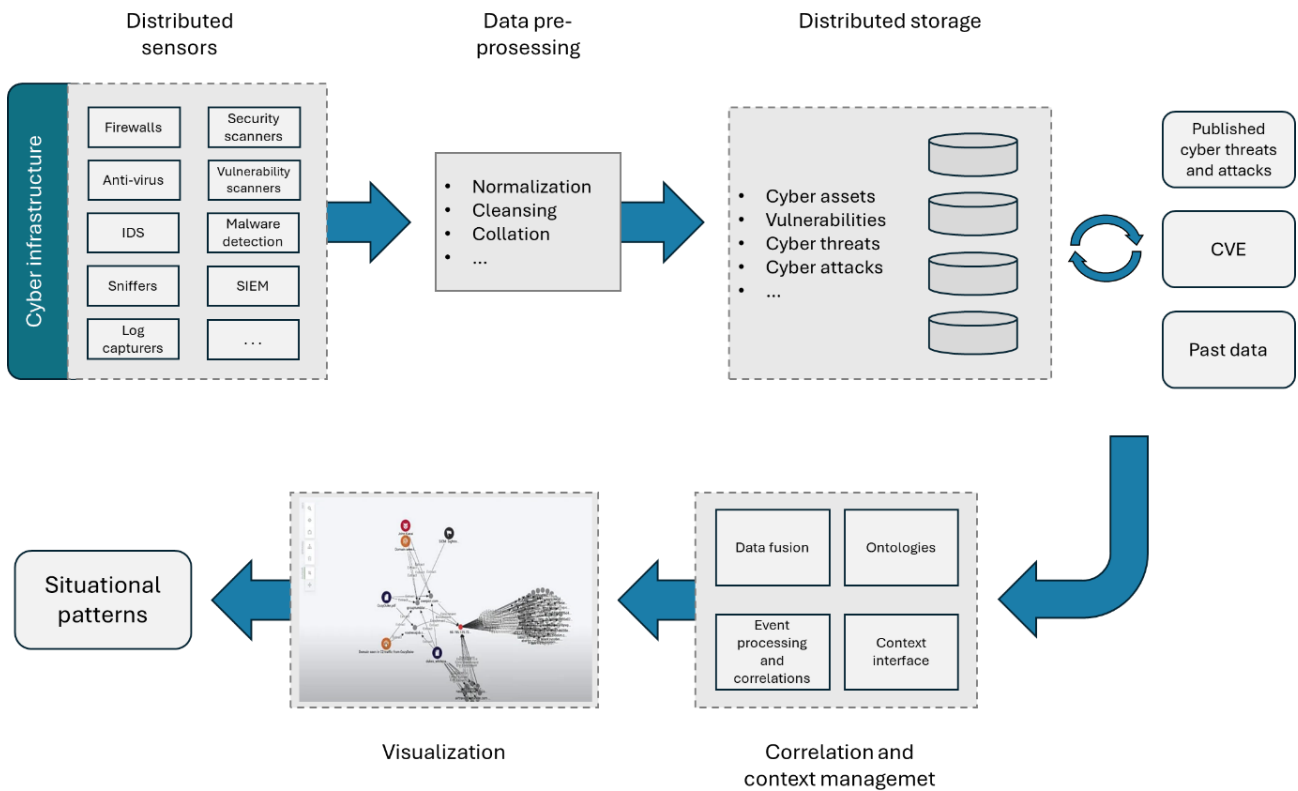 Distributed
sensors
Data pre-
prosessing
Distributed storage
Cyber infrastructure
Firewalls
Security
scanners
Anti-virus
Vulnerability
scanners
IDS
Malware
detection
Sniffers
SIEM
Log
capturers
...
• Normalization
• Cleansing
• Collation
• ...
• Cyber assets
• Vulnerabilities
• Cyber threats
• Cyber attacks
• ...
Published
cyber threats
and attacks
CVE
Past data
Situational
patterns
Data fusion
Ontologies
Event
processing
and
correlations
Context
interface
Visualization
Correlation and
context managemet